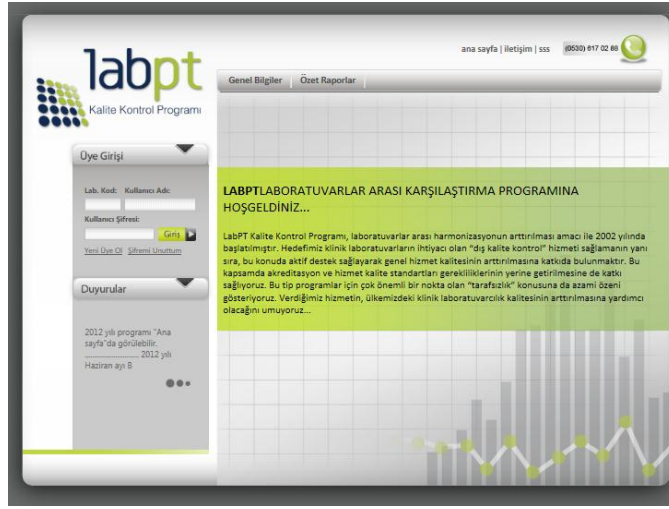 ana sayfa | iletişim | sss
(0530) 617 02 88
labpt
Kalite Kontrol Programı
Genel Bilgiler
Özet Raporlar
Üye Girişi
Lab. Kod: Kullanıcı Adı:
Kullanıcı Şifresi:
Giriş
Yeni Üye Ol Şifremi Unuttum
Duyurular
2012 yılı programı "Ana
sayfa"da görülebilir.
........................ 2012 yılı
Haziran ayı B
LABPTLABORATUVARLAR ARASI KARŞILAŞTIRMA PROGRAMINA
HOŞGELDİNİZ...
LabPT Kalite Kontrol Programı, laboratuvarlar arası harmonizasyonun arttırılması amacı ile 2002 yılında
başlatılmıştır. Hedefimiz klinik laboratuvarların ihtiyacı olan "dış kalite kontrol" hizmeti sağlamanın yanı
sıra, bu konuda aktif destek sağlayarak genel hizmet kalitesinin arttırılmasına katkıda bulunmaktır. Bu
kapsamda akreditasyon ve hizmet kalite standartları gerekliliklerinin yerine getirilmesine de katkı
sağlıyoruz. Bu tip programlar için çok önemli bir nokta olan "tarafsızlık" konusuna da azami özeni
gösteriyoruz. Verdiğimiz hizmetin, ülkemizdeki klinik laboratuvarcılık kalitesinin arttırılmasına yardımcı
olacağını umuyoruz...